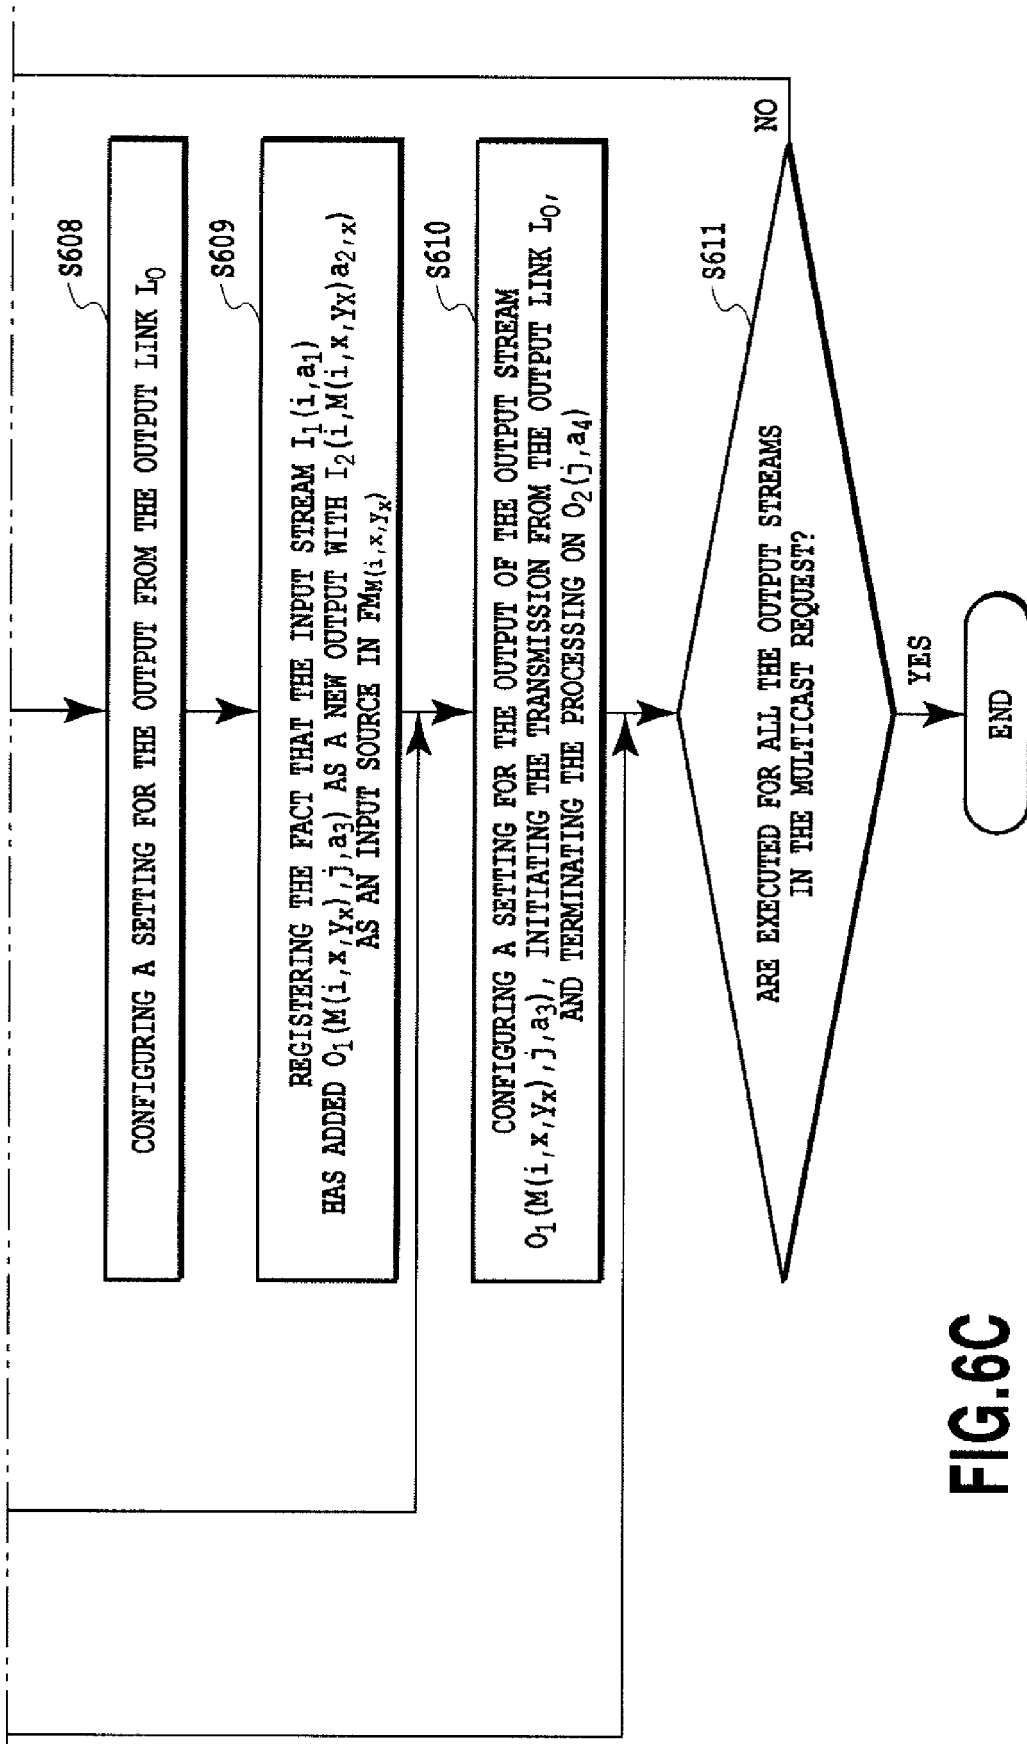 S608
CONFIGURING A SETTING FOR THE OUTPUT FROM THE OUTPUT LINK L₀
S609
REGISTERING THE FACT THAT THE INPUT STREAM I₁(i,a₁)
HAS ADDED O₁(M(i,x,yₓ),j,a₃) AS A NEW OUTPUT WITH I₂(i,M(i,x,yₓ)a₂,ₓ)
AS AN INPUT SOURCE IN FM_M(i,x,yₓ)
S610
CONFIGURING A SETTING FOR THE OUTPUT OF THE OUTPUT STREAM
O₁(M(i,x,yₓ),j,a₃), INITIATING THE TRANSMISSION FROM THE OUTPUT LINK L₀,
AND TERMINATING THE PROCESSING ON O₂(j,a₄)
S611
ARE EXECUTED FOR ALL THE OUTPUT STREAMS
IN THE MULTICAST REQUEST?
NO
YES
END
FIG.6C